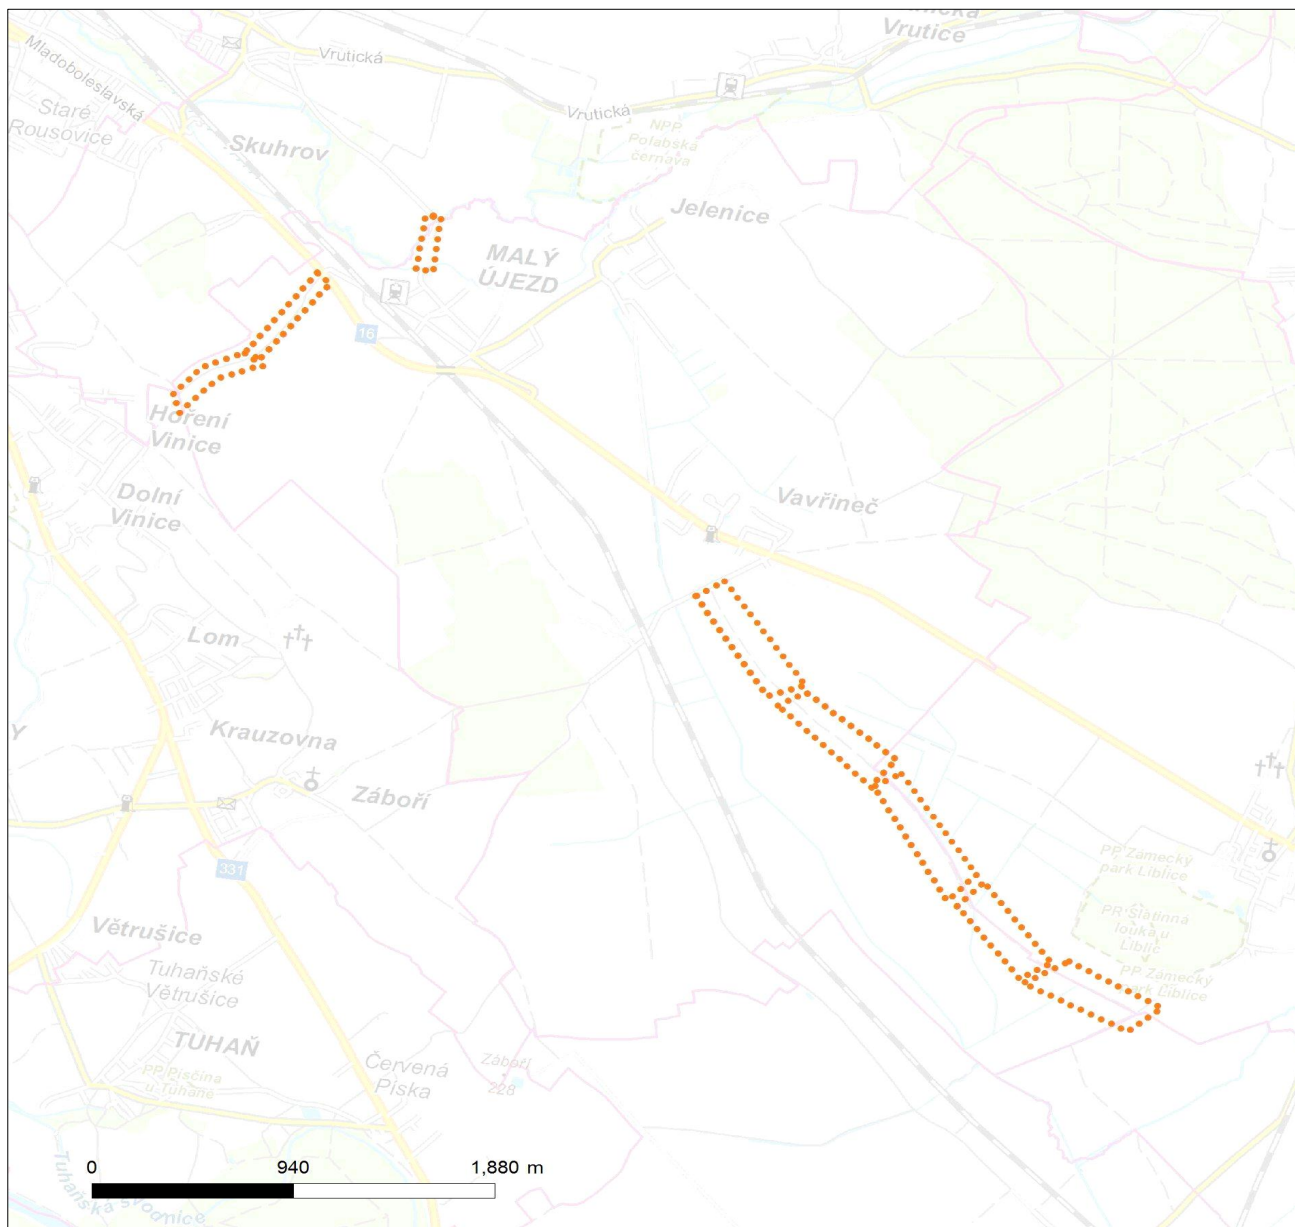 Vrutice
Vrutická
Mladoboleslavská
Staré
Rousovice
Vrutická
Skuhrov
NPP
Polabská
černava
Jelenice
MALÝ
ÚJEZD
16
Hoření
Vinice
Dolní
Vinice
Vavřineč
Lom
Krauzovna
Záboří
331
PP Zámecký
park Liblice
PR Slatinná
louka u
Liblic
PP Zámecký
park Liblice
Větrušice
Tuhaňské
Větrušice
TUHAŇ
PP Písčina
u Tuhaně
Červená
Píska
Záboří
228
Tuhaňská
svodnice
0 940 1,880 m